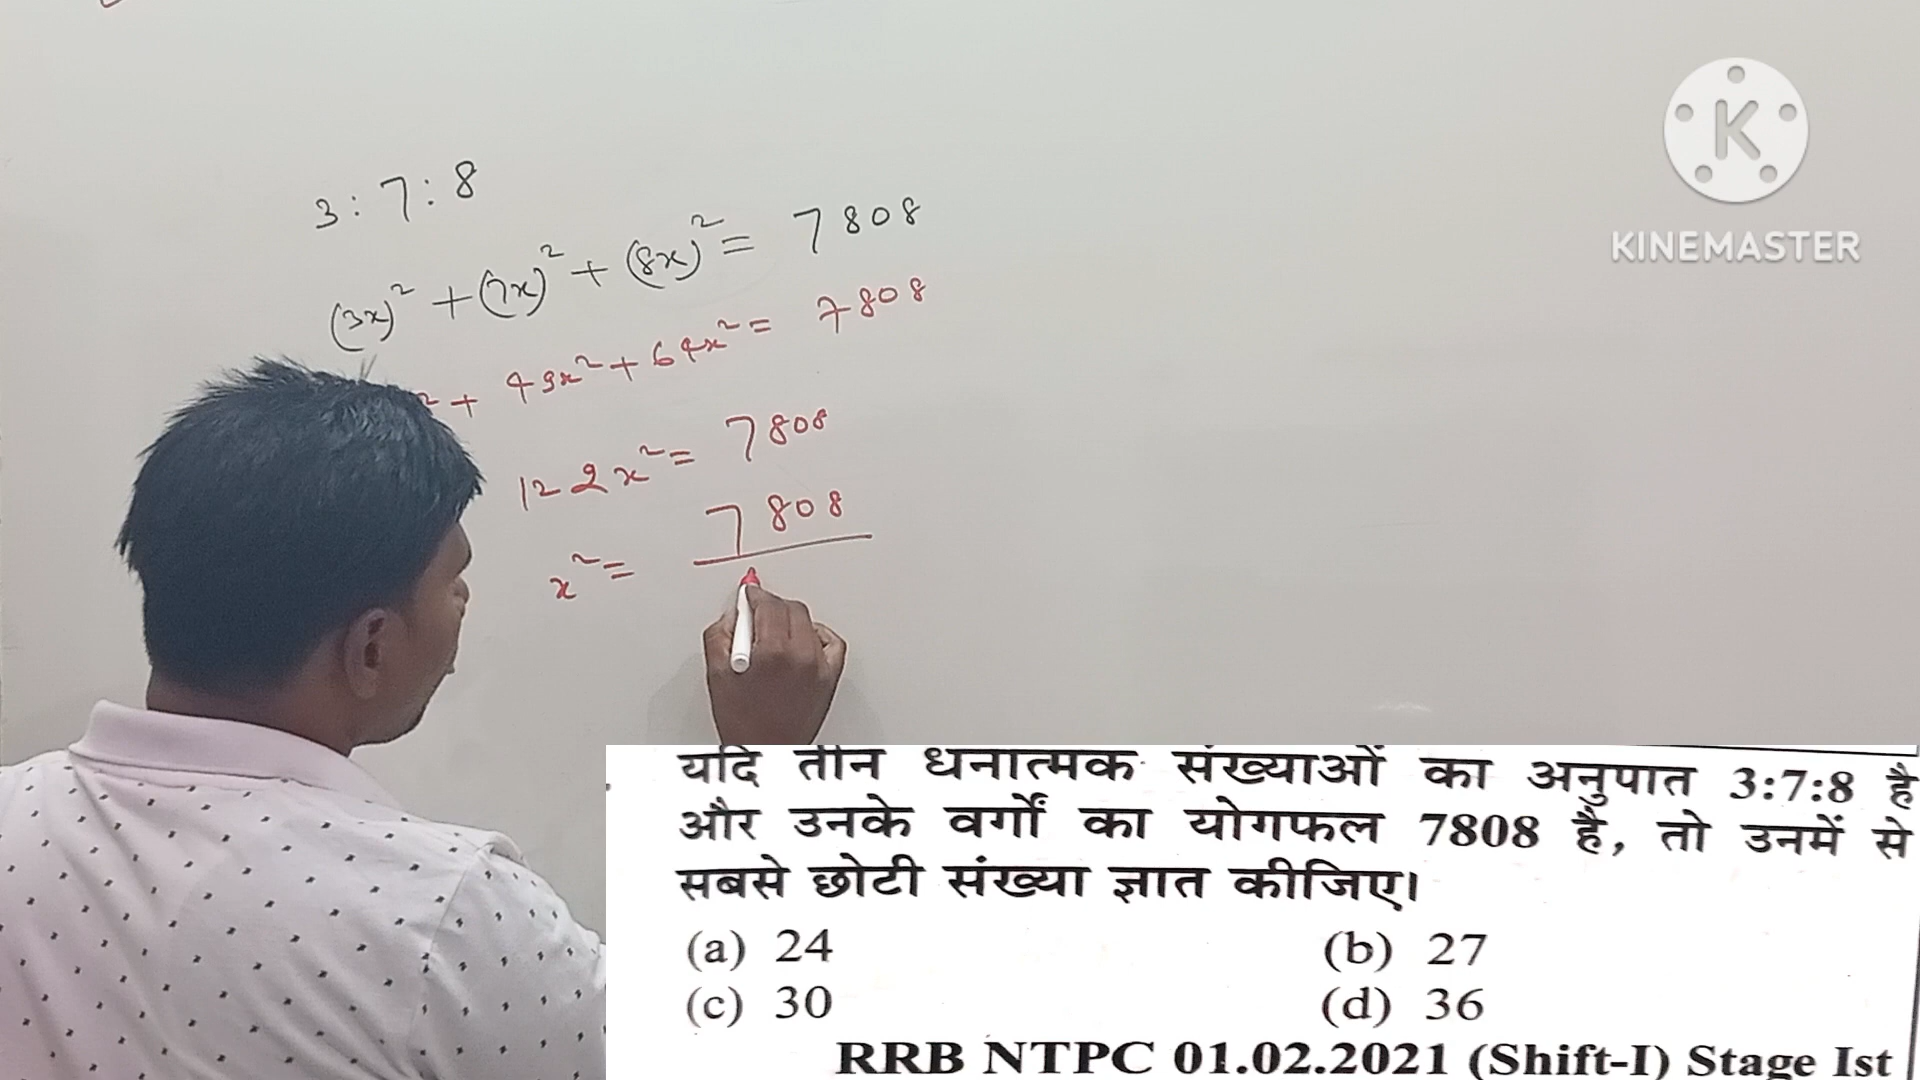 3:7:8
(3x)² + (7x)² + (8x)² = 7808
² + 49x² + 64x² = 7808
122x² = 7808
x² = 7808
KINEMASTER
यदि तीन धनात्मक संख्याओं का अनुपात 3:7:8 है
और उनके वर्गों का योगफल 7808 है, तो उनमें से
सबसे छोटी संख्या ज्ञात कीजिए।
(a) 24 (b) 27
(c) 30 (d) 36
RRB NTPC 01.02.2021 (Shift-I) Stage Ist